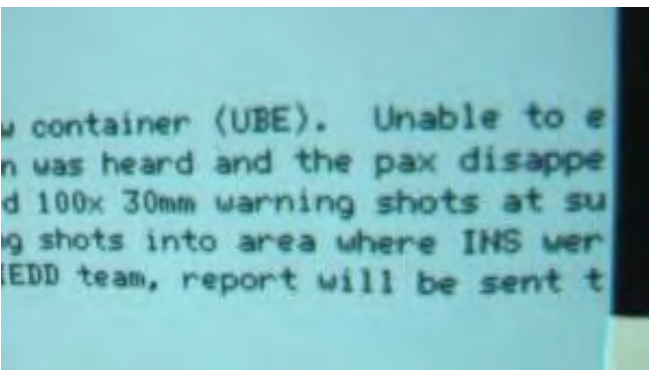 w container (UBE). Unable to e
n was heard and the pax disappe
d 100x 30mm warning shots at su
ng shots into area where INS wer
IEDD team, report will be sent t